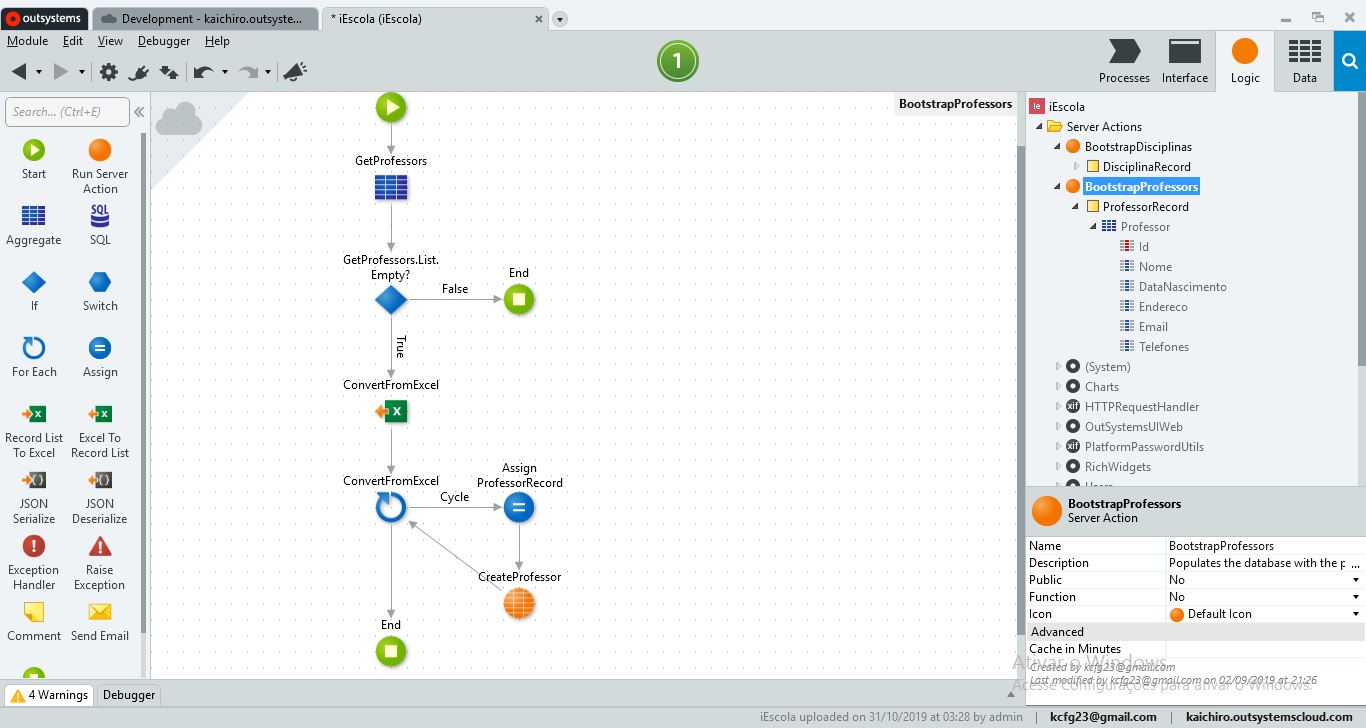 outsystems
Development - kaichiro.outsyste...
* iEscola (iEscola)
Module Edit View Debugger Help
1
Processes Interface Logic Data
Search... (Ctrl+E)
Start
Run Server
Action
Aggregate
SQL
SQL
If
Switch
For Each
Assign
Record List
To Excel
Excel To
Record List
JSON
Serialize
JSON
Deserialize
Exception
Handler
Raise
Exception
Comment
Send Email
BootstrapProfessors
GetProfessors
GetProfessors.List.
Empty?
False
End
True
ConvertFromExcel
X
ConvertFromExcel
Cycle
Assign
ProfessorRecord
CreateProfessor
End
Ie iEscola
Server Actions
BootstrapDisciplinas
DisciplinaRecord
BootstrapProfessors
ProfessorRecord
Professor
Id
Nome
DataNascimento
Endereco
Email
Telefones
(System)
Charts
xif HTTPRequestHandler
OutSystemsUIWeb
xif PlatformPasswordUtils
RichWidgets
Users
BootstrapProfessors
Server Action
Name BootstrapProfessors
Description Populates the database with the p ...
Public No
Function No
Icon Default Icon
Advanced
Cache in Minutes
Created by kcfg23@gmail.com
Last modified by kcfg23@gmail.com on 02/09/2019 at 21:26
Ativar o Windows
Acesse Configurações para ativar o Windows.
4 Warnings Debugger
iEscola uploaded on 31/10/2019 at 03:28 by admin | kcfg23@gmail.com | kaichiro.outsystemscloud.com